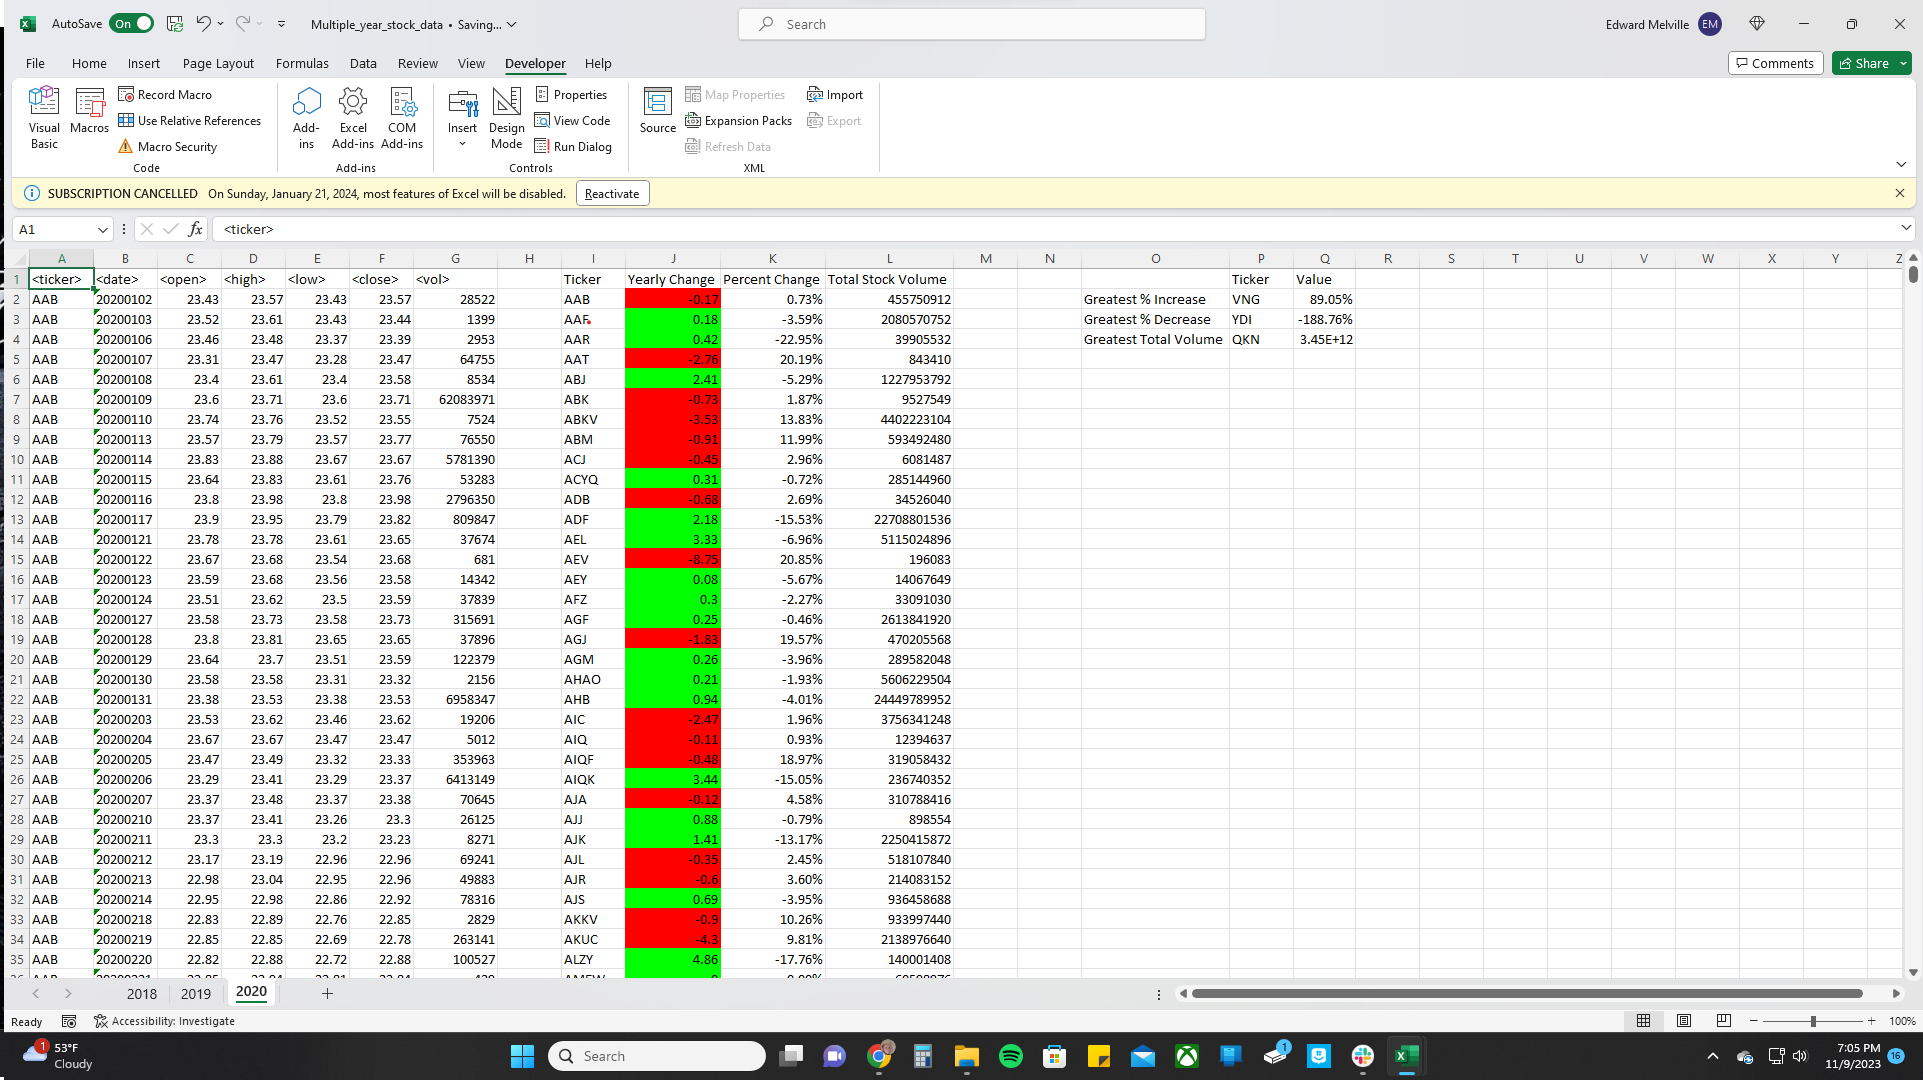 AutoSave On Multiple_year_stock_data • Saving... Search Edward Melville EM
File Home Insert Page Layout Formulas Data Review View Developer Help Comments Share
Visual Basic Macros Record Macro Use Relative References Macro Security Code
Add-ins Excel Add-ins COM Add-ins Add-ins
Insert Design Mode Properties View Code Run Dialog Controls
Source Map Properties Expansion Packs Refresh Data Import Export XML
SUBSCRIPTION CANCELLED On Sunday, January 21, 2024, most features of Excel will be disabled. Reactivate
A1 fx <ticker>
A B C D E F G H I J K L M N O P Q R S T U V W X Y Z
1 <ticker> <date> <open> <high> <low> <close> <vol> Ticker Yearly Change Percent Change Total Stock Volume Ticker Value
2 AAB 20200102 23.43 23.57 23.43 23.57 28522 AAB -0.17 0.73% 455750912 Greatest % Increase VNG 89.05%
3 AAB 20200103 23.52 23.61 23.43 23.44 1399 AAF 0.18 -3.59% 2080570752 Greatest % Decrease YDI -188.76%
4 AAB 20200106 23.46 23.48 23.37 23.39 2953 AAR 0.42 -22.95% 39905532 Greatest Total Volume QKN 3.45E+12
5 AAB 20200107 23.31 23.47 23.28 23.47 64755 AAT -2.76 20.19% 843410
6 AAB 20200108 23.4 23.61 23.4 23.58 8534 ABJ 2.41 -5.29% 1227953792
7 AAB 20200109 23.6 23.71 23.6 23.71 62083971 ABK -0.73 1.87% 9527549
8 AAB 20200110 23.74 23.76 23.52 23.55 7524 ABKV -3.53 13.83% 4402223104
9 AAB 20200113 23.57 23.79 23.57 23.77 76550 ABM -0.91 11.99% 593492480
10 AAB 20200114 23.83 23.88 23.67 23.67 5781390 ACJ -0.45 2.96% 6081487
11 AAB 20200115 23.64 23.83 23.61 23.76 53283 ACYQ 0.31 -0.72% 285144960
12 AAB 20200116 23.8 23.98 23.8 23.98 2796350 ADB -0.68 2.69% 34526040
13 AAB 20200117 23.9 23.95 23.79 23.82 809847 ADF 2.18 -15.53% 22708801536
14 AAB 20200121 23.78 23.78 23.61 23.65 37674 AEL 3.33 -6.96% 5115024896
15 AAB 20200122 23.67 23.68 23.54 23.68 681 AEV -8.75 20.85% 196083
16 AAB 20200123 23.59 23.68 23.56 23.58 14342 AEY 0.08 -5.67% 14067649
17 AAB 20200124 23.51 23.62 23.5 23.59 37839 AFZ 0.3 -2.27% 33091030
18 AAB 20200127 23.58 23.73 23.58 23.73 315691 AGF 0.25 -0.46% 2613841920
19 AAB 20200128 23.8 23.81 23.65 23.65 37896 AGJ -1.83 19.57% 470205568
20 AAB 20200129 23.64 23.7 23.51 23.59 122379 AGM 0.26 -3.96% 289582048
21 AAB 20200130 23.58 23.58 23.31 23.32 2156 AHAO 0.21 -1.93% 5606229504
22 AAB 20200131 23.38 23.53 23.38 23.53 6958347 AHB 0.94 -4.01% 24449789952
23 AAB 20200203 23.53 23.62 23.46 23.62 19206 AIC -2.47 1.96% 3756341248
24 AAB 20200204 23.67 23.67 23.47 23.47 5012 AIQ -0.11 0.93% 12394637
25 AAB 20200205 23.47 23.49 23.32 23.33 353963 AIQF -0.48 18.97% 319058432
26 AAB 20200206 23.29 23.41 23.29 23.37 6413149 AIQK 3.44 -15.05% 236740352
27 AAB 20200207 23.37 23.48 23.37 23.38 70645 AJA -0.12 4.58% 310788416
28 AAB 20200210 23.37 23.41 23.26 23.3 26125 AJJ 0.88 -0.79% 898554
29 AAB 20200211 23.3 23.3 23.2 23.23 8271 AJK 1.41 -13.17% 2250415872
30 AAB 20200212 23.17 23.19 22.96 22.96 69241 AJL -0.35 2.45% 518107840
31 AAB 20200213 22.98 23.04 22.95 22.96 49883 AJR -0.6 3.60% 214083152
32 AAB 20200214 22.95 22.98 22.86 22.92 78316 AJS 0.69 -3.95% 936458688
33 AAB 20200218 22.83 22.89 22.76 22.85 2829 AKKV -0.9 10.26% 933997440
34 AAB 20200219 22.85 22.85 22.69 22.78 263141 AKUC -4.3 9.81% 2138976640
35 AAB 20200220 22.82 22.88 22.72 22.88 100527 ALZY 4.86 -17.76% 140001408
2018 2019 2020
Ready Accessibility: Investigate 100%
1 53°F Search 1 7:05 PM
Cloudy 11/9/2023 16